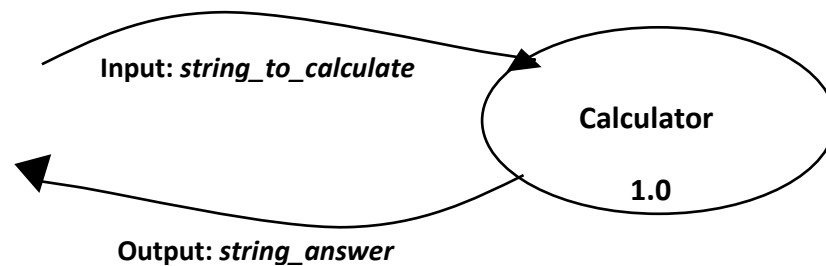 Input: string_to_calculate
Calculator
1.0
Output: string_answer